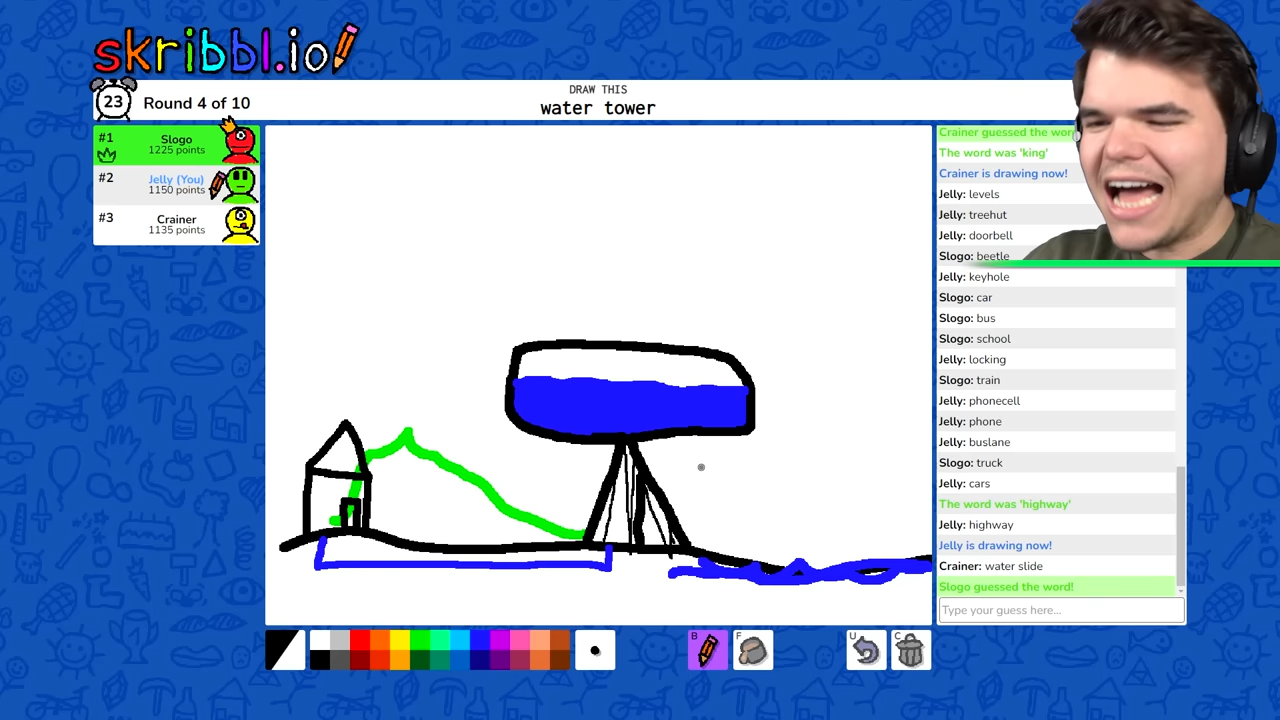 skribbl.io
23
Round 4 of 10
DRAW THIS
water tower
#1
Slogo
1225 points
#2
Jelly (You)
1150 points
#3
Crainer
1135 points
Crainer guessed the
The word was 'king'
Crainer is drawing now!
Jelly: levels
Jelly: treehut
Jelly: doorbell
Slogo: beetle
Jelly: keyhole
Slogo: car
Slogo: bus
Slogo: school
Jelly: locking
Slogo: train
Jelly: phonecell
Jelly: phone
Jelly: buslane
Slogo: truck
Jelly: cars
The word was 'highway'
Jelly: highway
Jelly is drawing now!
Crainer: water slide
Slogo guessed the word!
Type your guess here...
B
F
U
C